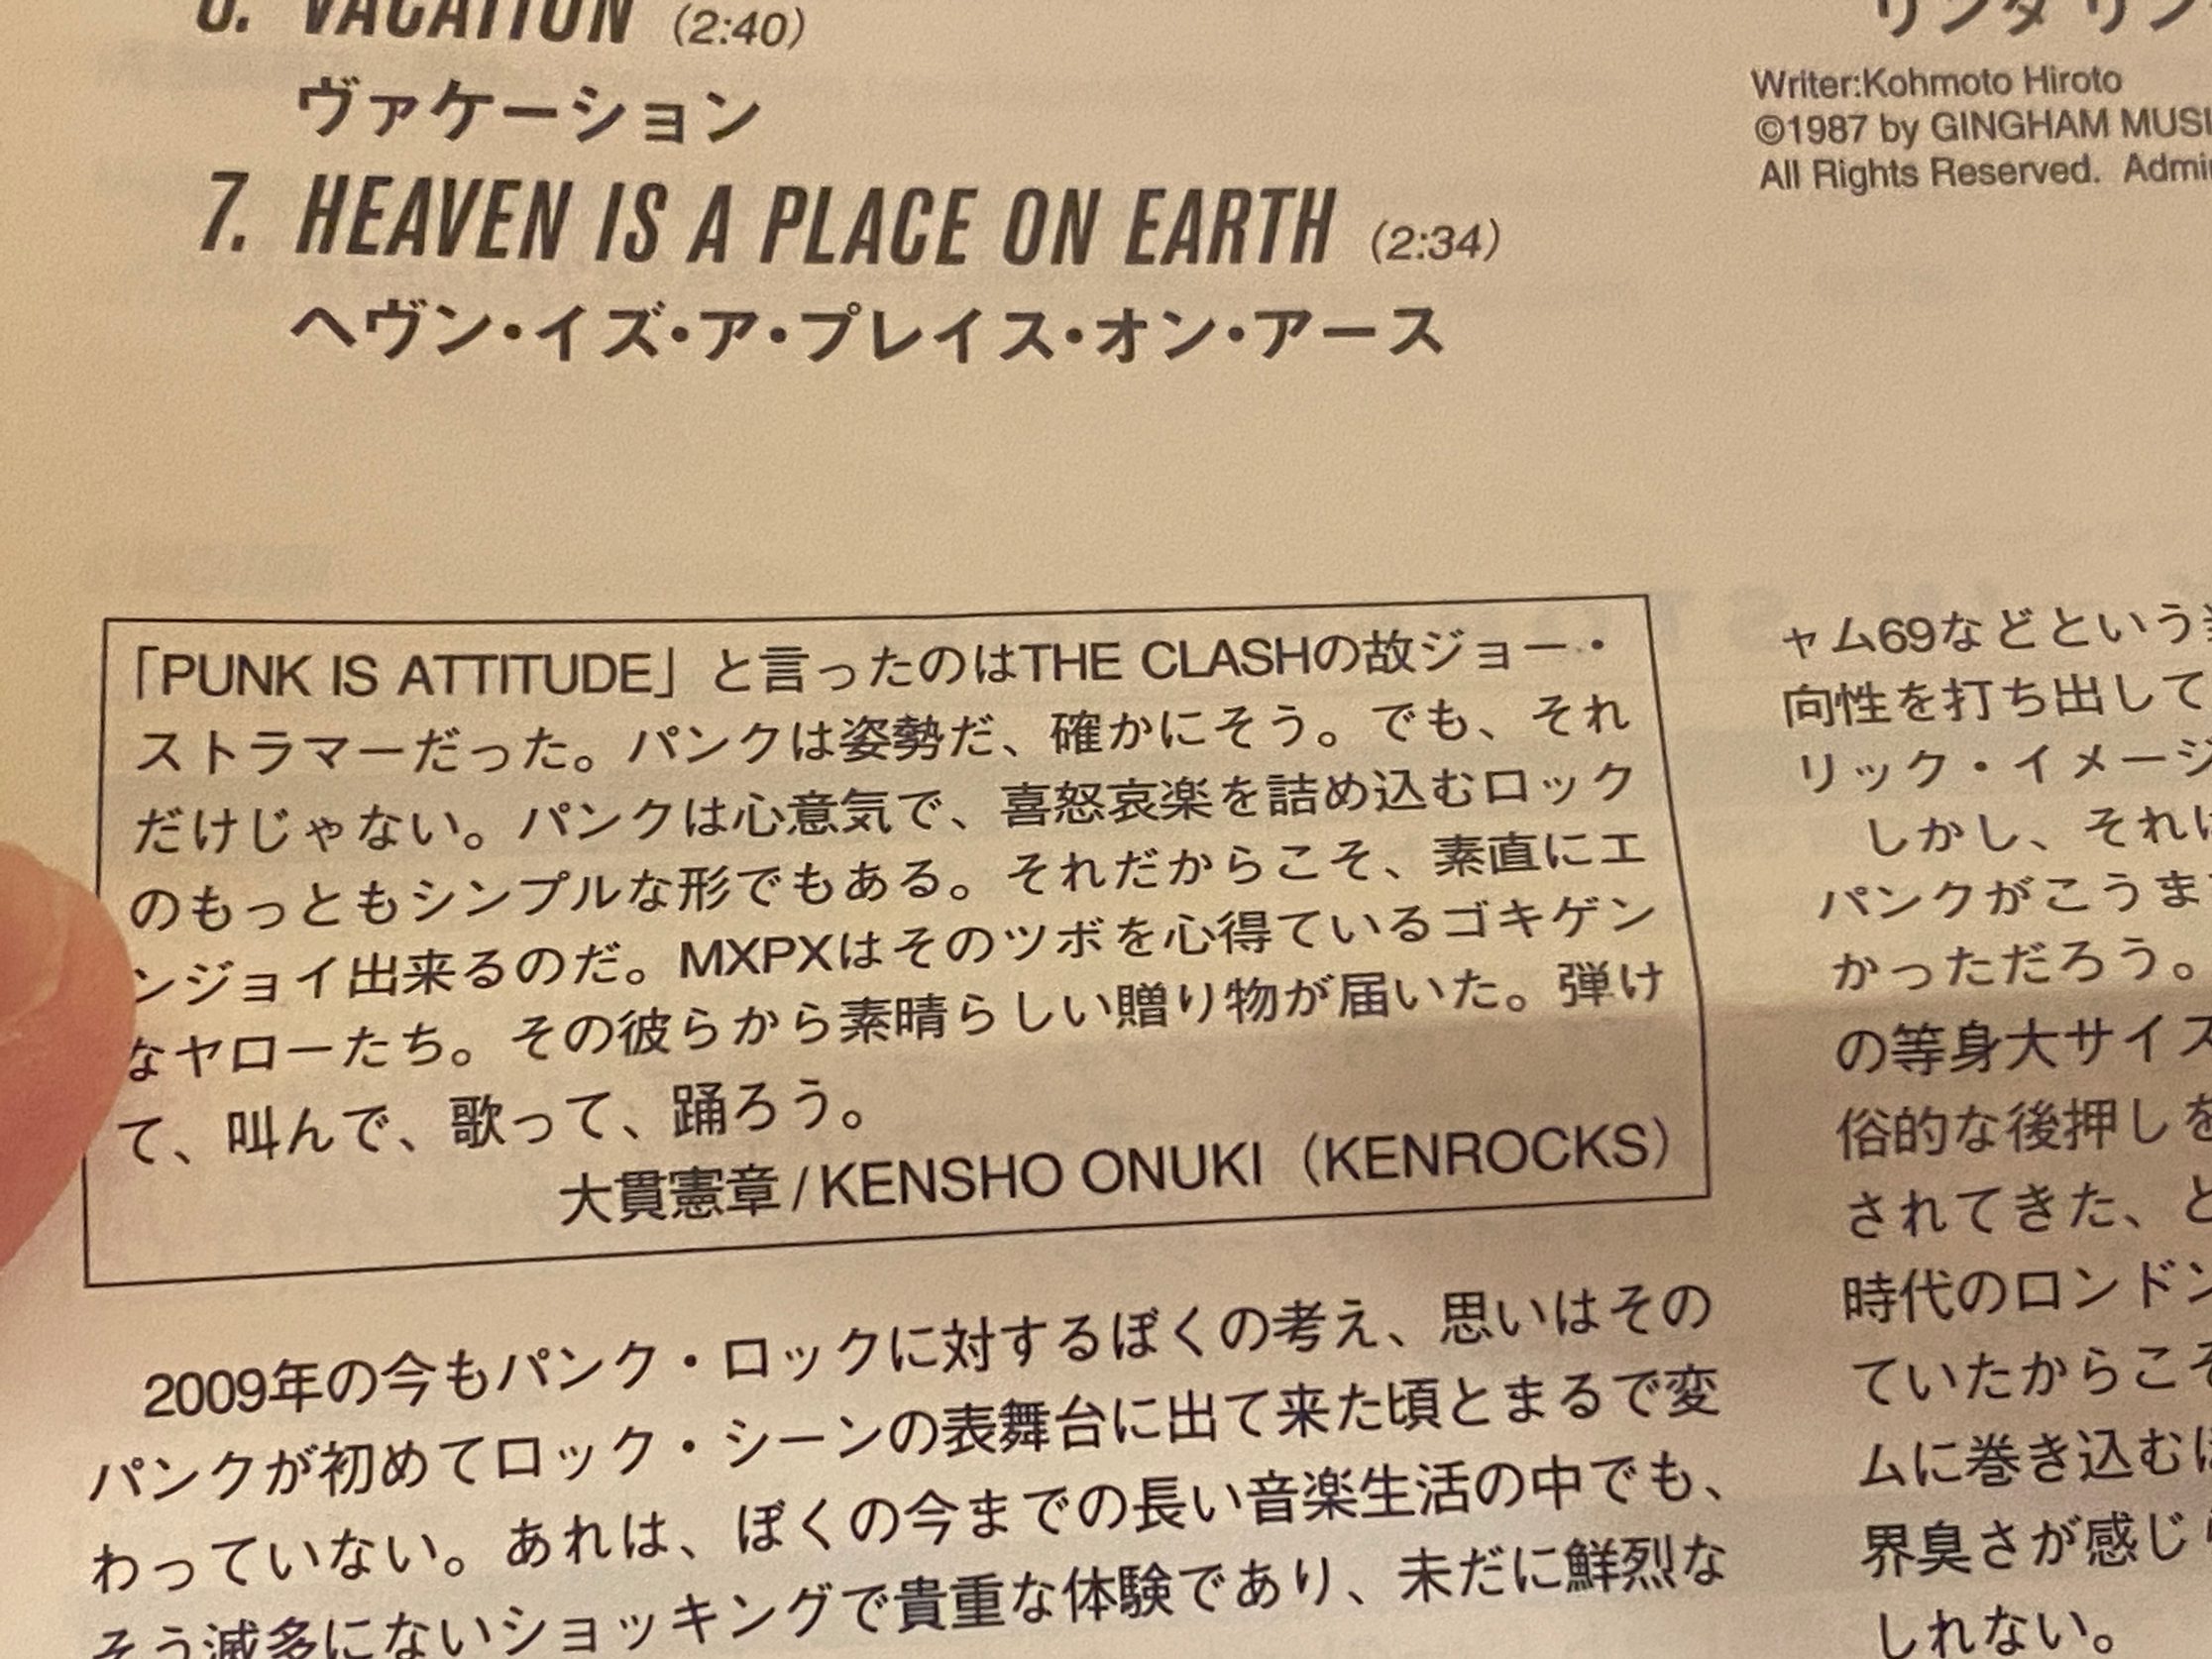 VACATION (2:40)
ヴァケーション
7. HEAVEN IS A PLACE ON EARTH (2:34)
ヘヴン・イズ・ア・プレイス・オン・アース
Writer:Kohmoto Hiroto
©1987 by GINGHAM
All Rights Reserved.
「PUNK IS ATTITUDE」と言ったのはTHE CLASHの故ジョー・
ストラマーだった。パンクは姿勢だ、確かにそう。でも、それ
だけじゃない。パンクは心意気で、喜怒哀楽を詰め込むロック
のもっともシンプルな形でもある。それだからこそ、素直にエ
ンジョイ出来るのだ。MXPXはそのツボを心得ているゴキゲン
なヤローたち。その彼らから素晴らしい贈り物が届いた。弾け
て、叫んで、歌って、踊ろう。
大貫憲章/KENSHO ONUKI（KENROCKS）
2009年の今もパンク・ロックに対するぼくの考え、思いはその
パンクが初めてロック・シーンの表舞台に出て来た頃とまるで変
わっていない。あれは、ぼくの今までの長い音楽生活の中でも、
そう滅多にないショッキングで貴重な体験であり、未だに鮮烈な
ャム69などという
向性を打ち出して
リック・イメージ
しかし、それ
パンクがこうま
かっただろう。
の等身大サイズ
俗的な後押しを
されてきた、と
時代のロンドン
ていたからこそ
ムに巻き込むほ
界臭さが感じ
しれない。